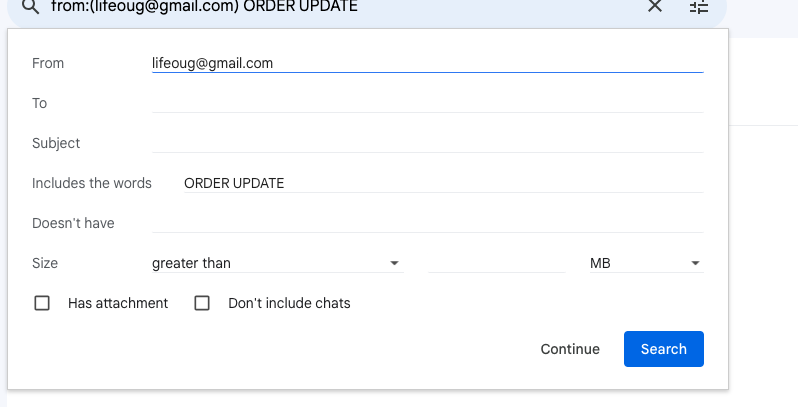 from:(lifeoug@gmail.com) ORDER UPDATE
From lifeoug@gmail.com
To
Subject
Includes the words ORDER UPDATE
Doesn't have
Size greater than MB
Has attachment Don't include chats
Continue Search